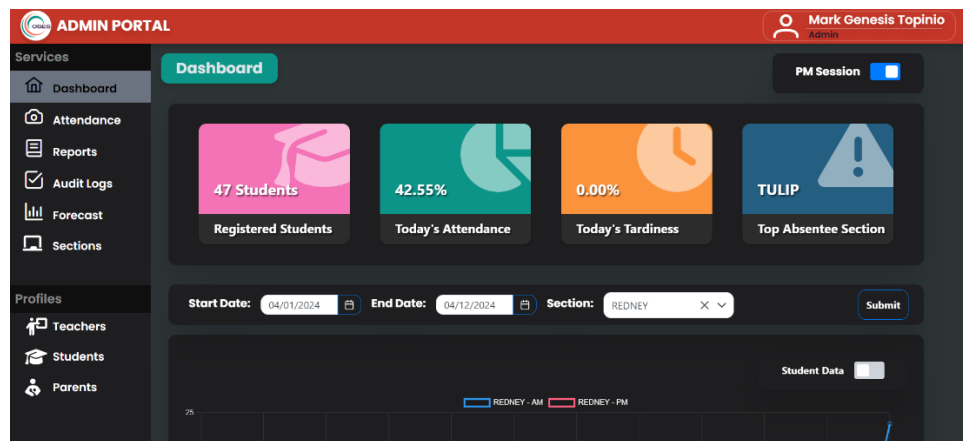 OSES ADMIN PORTAL
Mark Genesis Topinio
Admin
Services
Dashboard
Attendance
Reports
Audit Logs
Forecast
Sections
Profiles
Teachers
Students
Parents
Dashboard
PM Session
47 Students
Registered Students
42.55%
Today's Attendance
0.00%
Today's Tardiness
TULIP
Top Absentee Section
Start Date: 04/01/2024 End Date: 04/12/2024 Section: REDNEY Submit
Student Data
REDNEY - AM REDNEY - PM
25